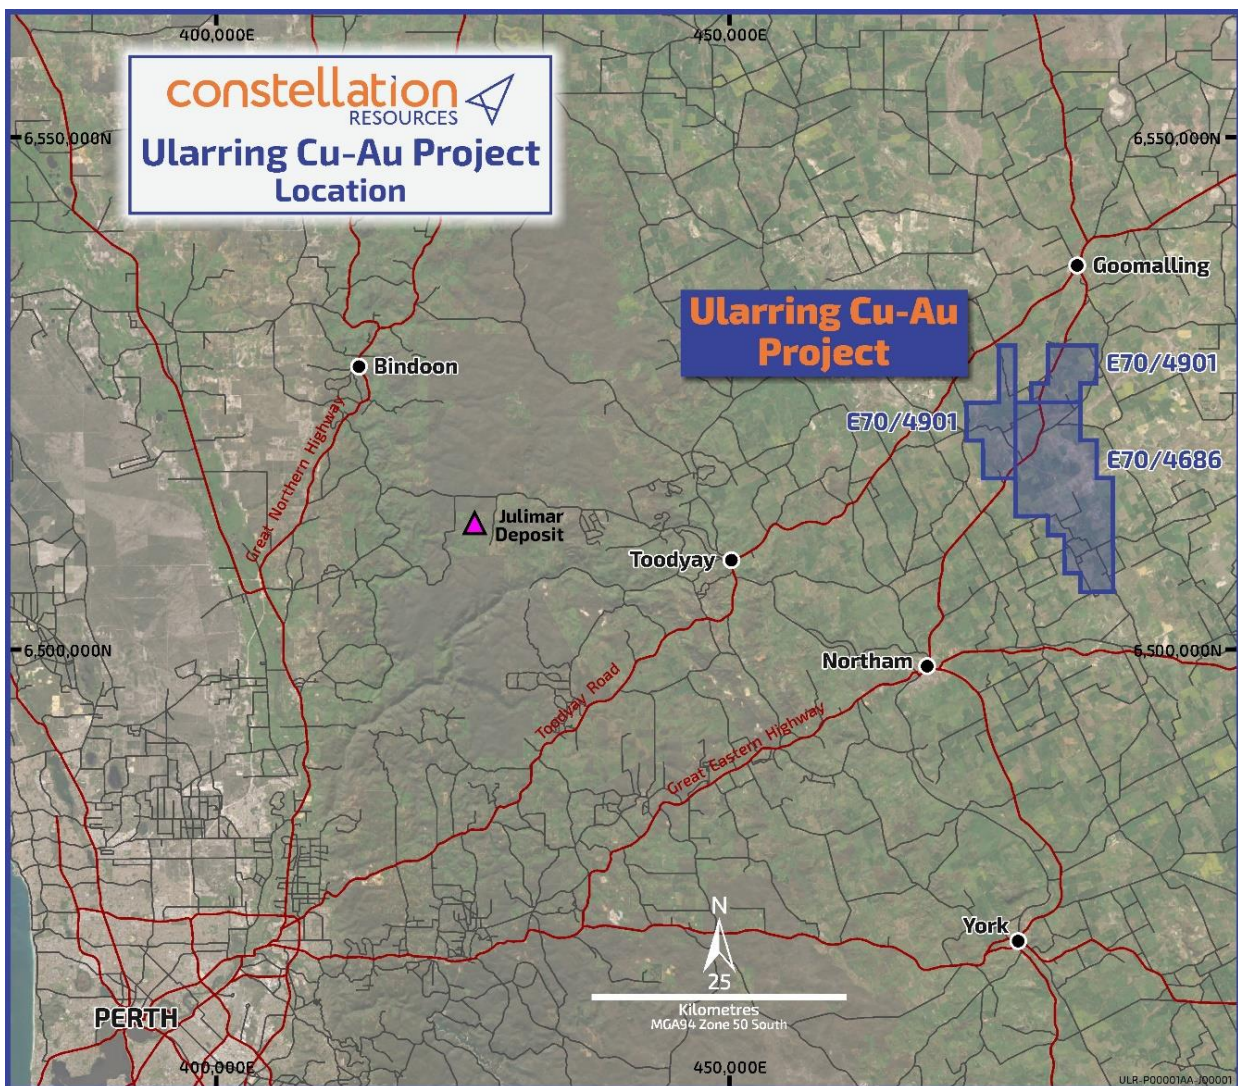 400,000E
450,000E
constellation
RESOURCES
Ularring Cu-Au Project
Location
6,550,000N
6,550,000N
Goomalling
Ularring Cu-Au
Project
Bindoon
E70/4901
E70/4901
E70/4686
Great Northern Highway
Julimar
Deposit
Toodyay
6,500,000N
6,500,000N
Northam
Toodyay Road
Great Eastern Highway
N
York
25
Kilometres
MGA94 Zone 50 South
PERTH
400,000E
450,000E
ULR-P00001AA-J00001